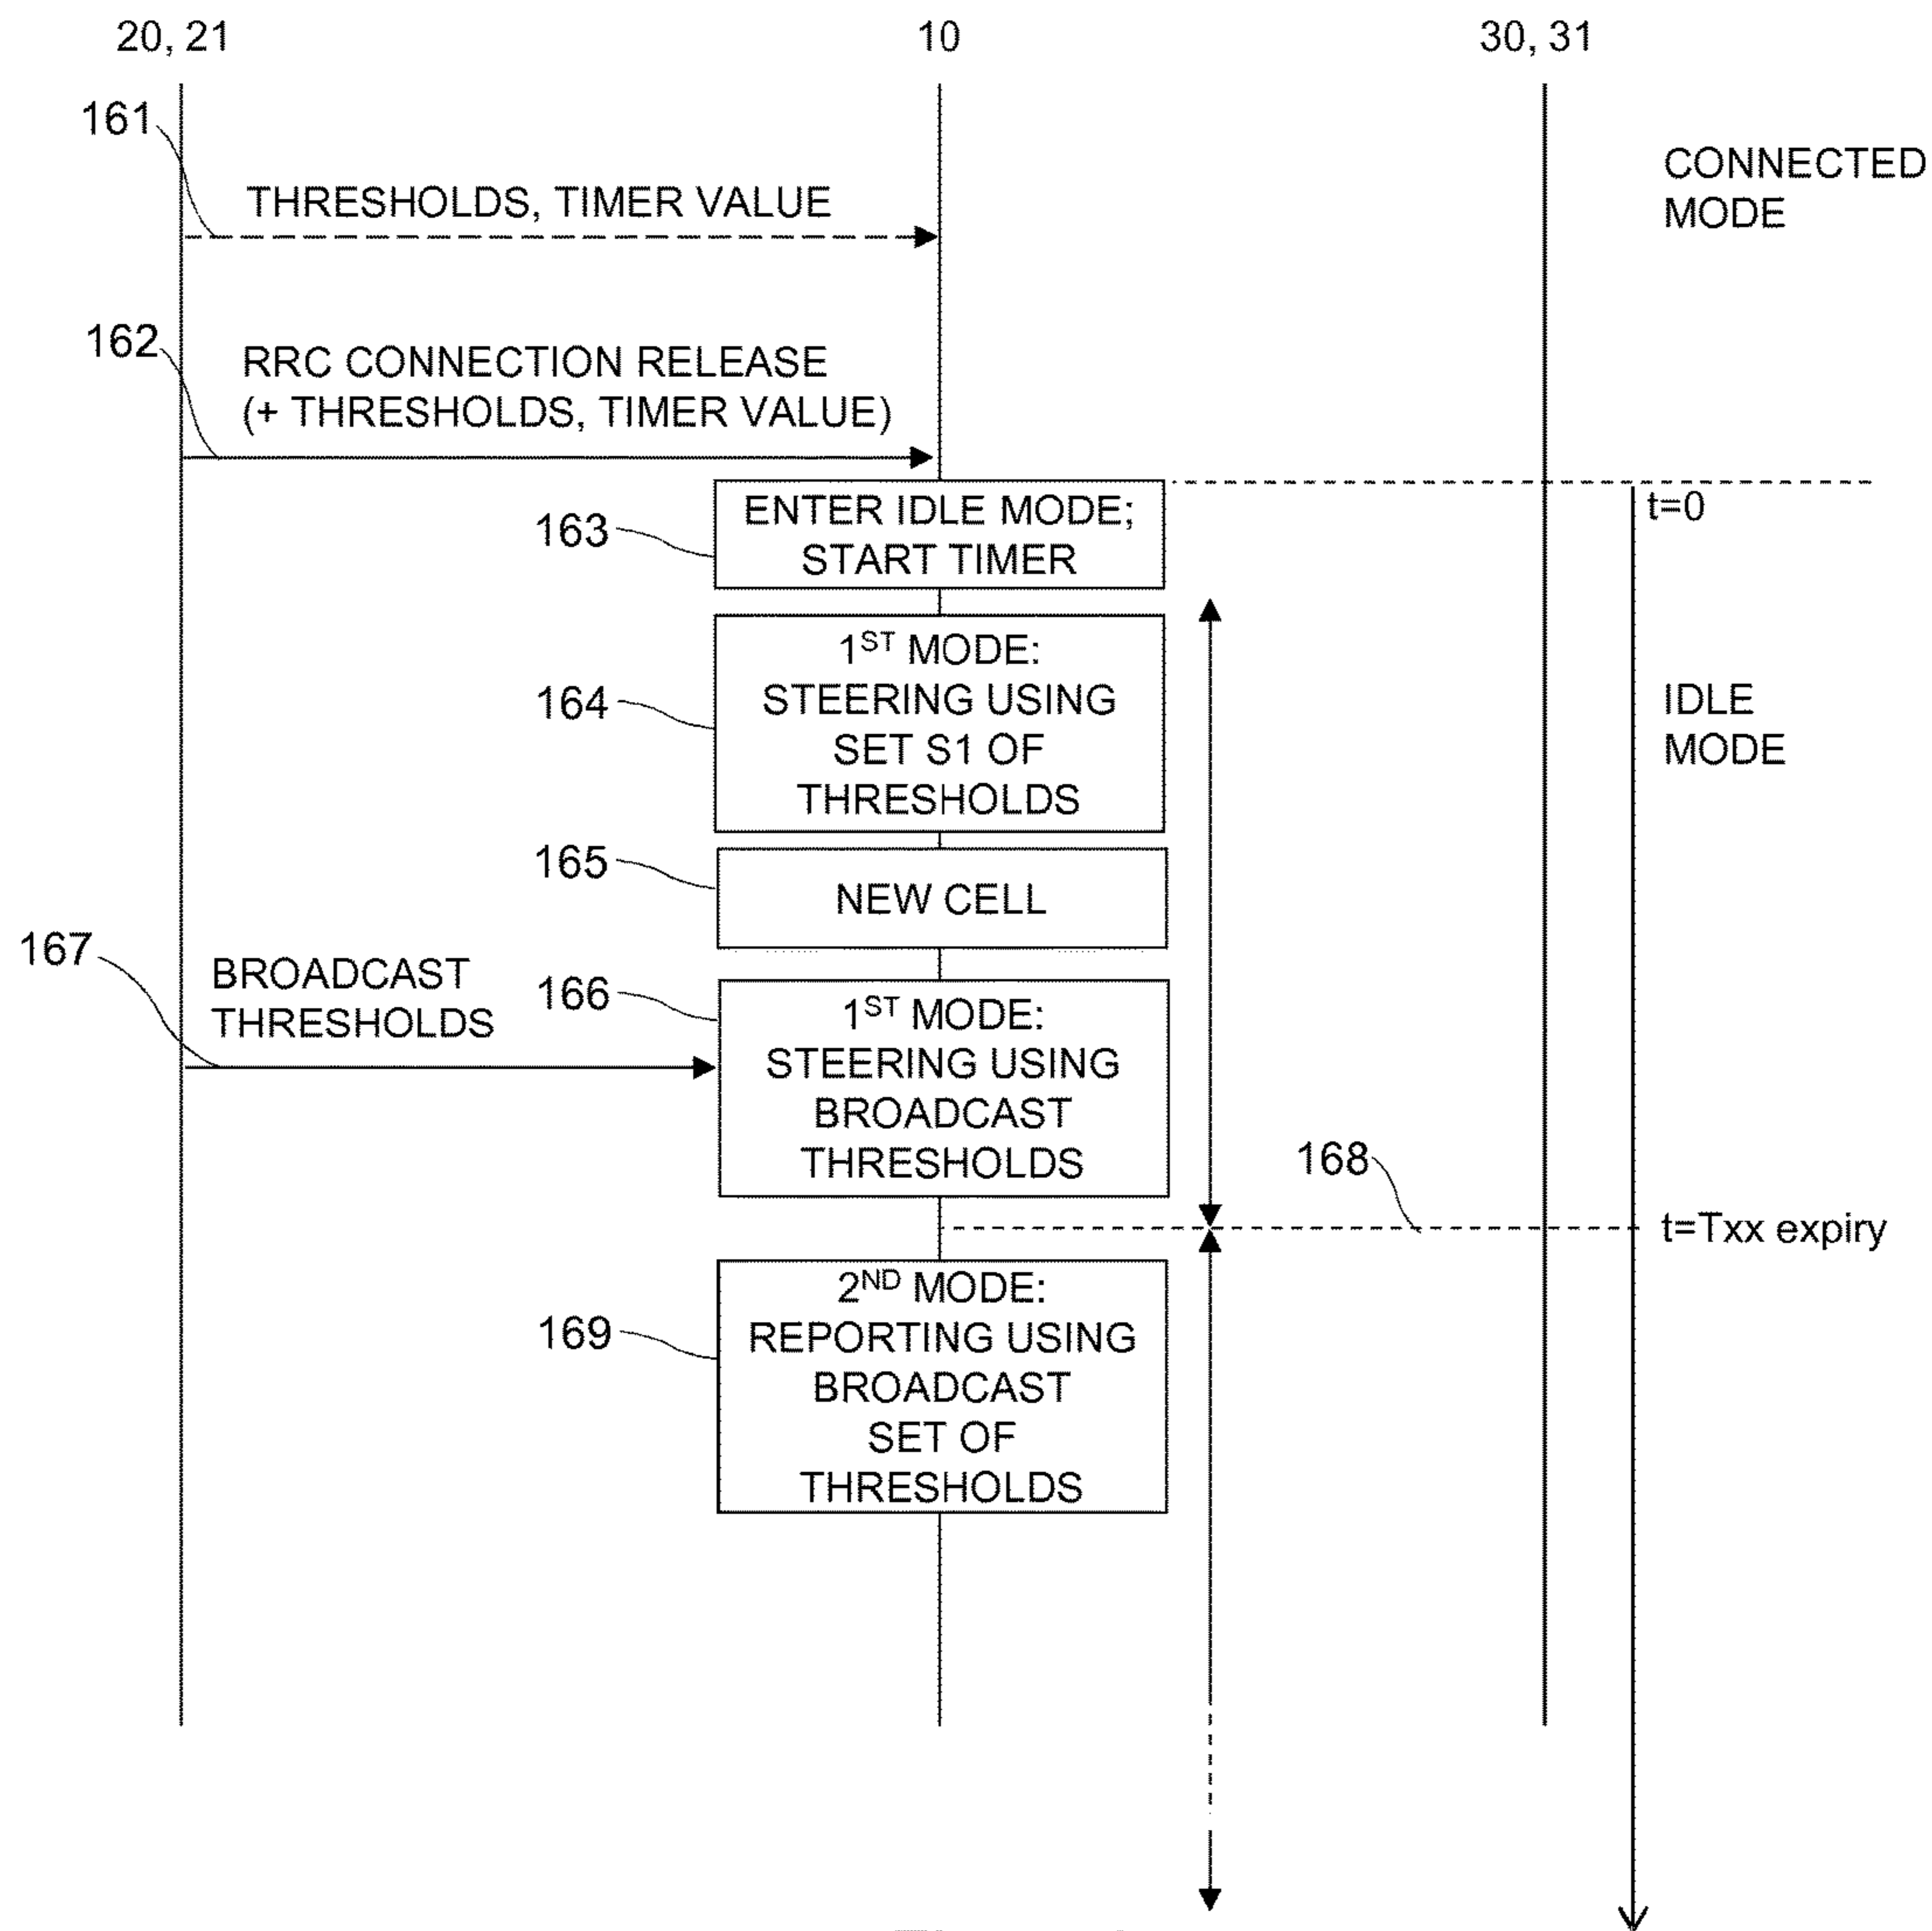 20, 21
10
30, 31
161
THRESHOLDS, TIMER VALUE
CONNECTED
MODE
162
RRC CONNECTION RELEASE
(+ THRESHOLDS, TIMER VALUE)
163
ENTER IDLE MODE;
START TIMER
t=0
164
1ST MODE:
STEERING USING
SET S1 OF
THRESHOLDS
IDLE
MODE
165
NEW CELL
167
BROADCAST
THRESHOLDS
166
1ST MODE:
STEERING USING
BROADCAST
THRESHOLDS
168
t=Txx expiry
169
2ND MODE:
REPORTING USING
BROADCAST
SET OF
THRESHOLDS